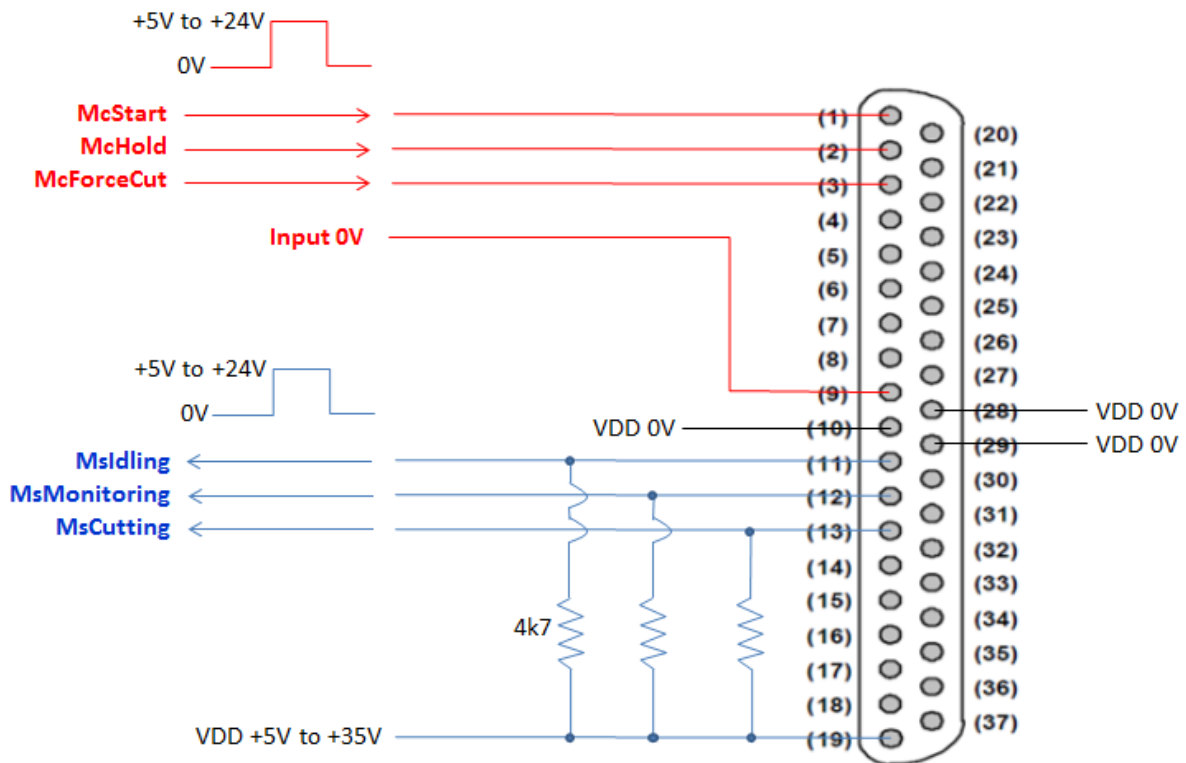 +5V to +24V
0V
McStart
McHold
McForceCut
Input 0V
+5V to +24V
0V
VDD 0V
MsIdling
MsMonitoring
MsCutting
4k7
VDD +5V to +35V
(1)
(2)
(3)
(4)
(5)
(6)
(7)
(8)
(9)
(10)
(11)
(12)
(13)
(14)
(15)
(16)
(17)
(18)
(19)
(20)
(21)
(22)
(23)
(24)
(25)
(26)
(27)
(28) VDD 0V
(29) VDD 0V
(30)
(31)
(32)
(33)
(34)
(35)
(36)
(37)